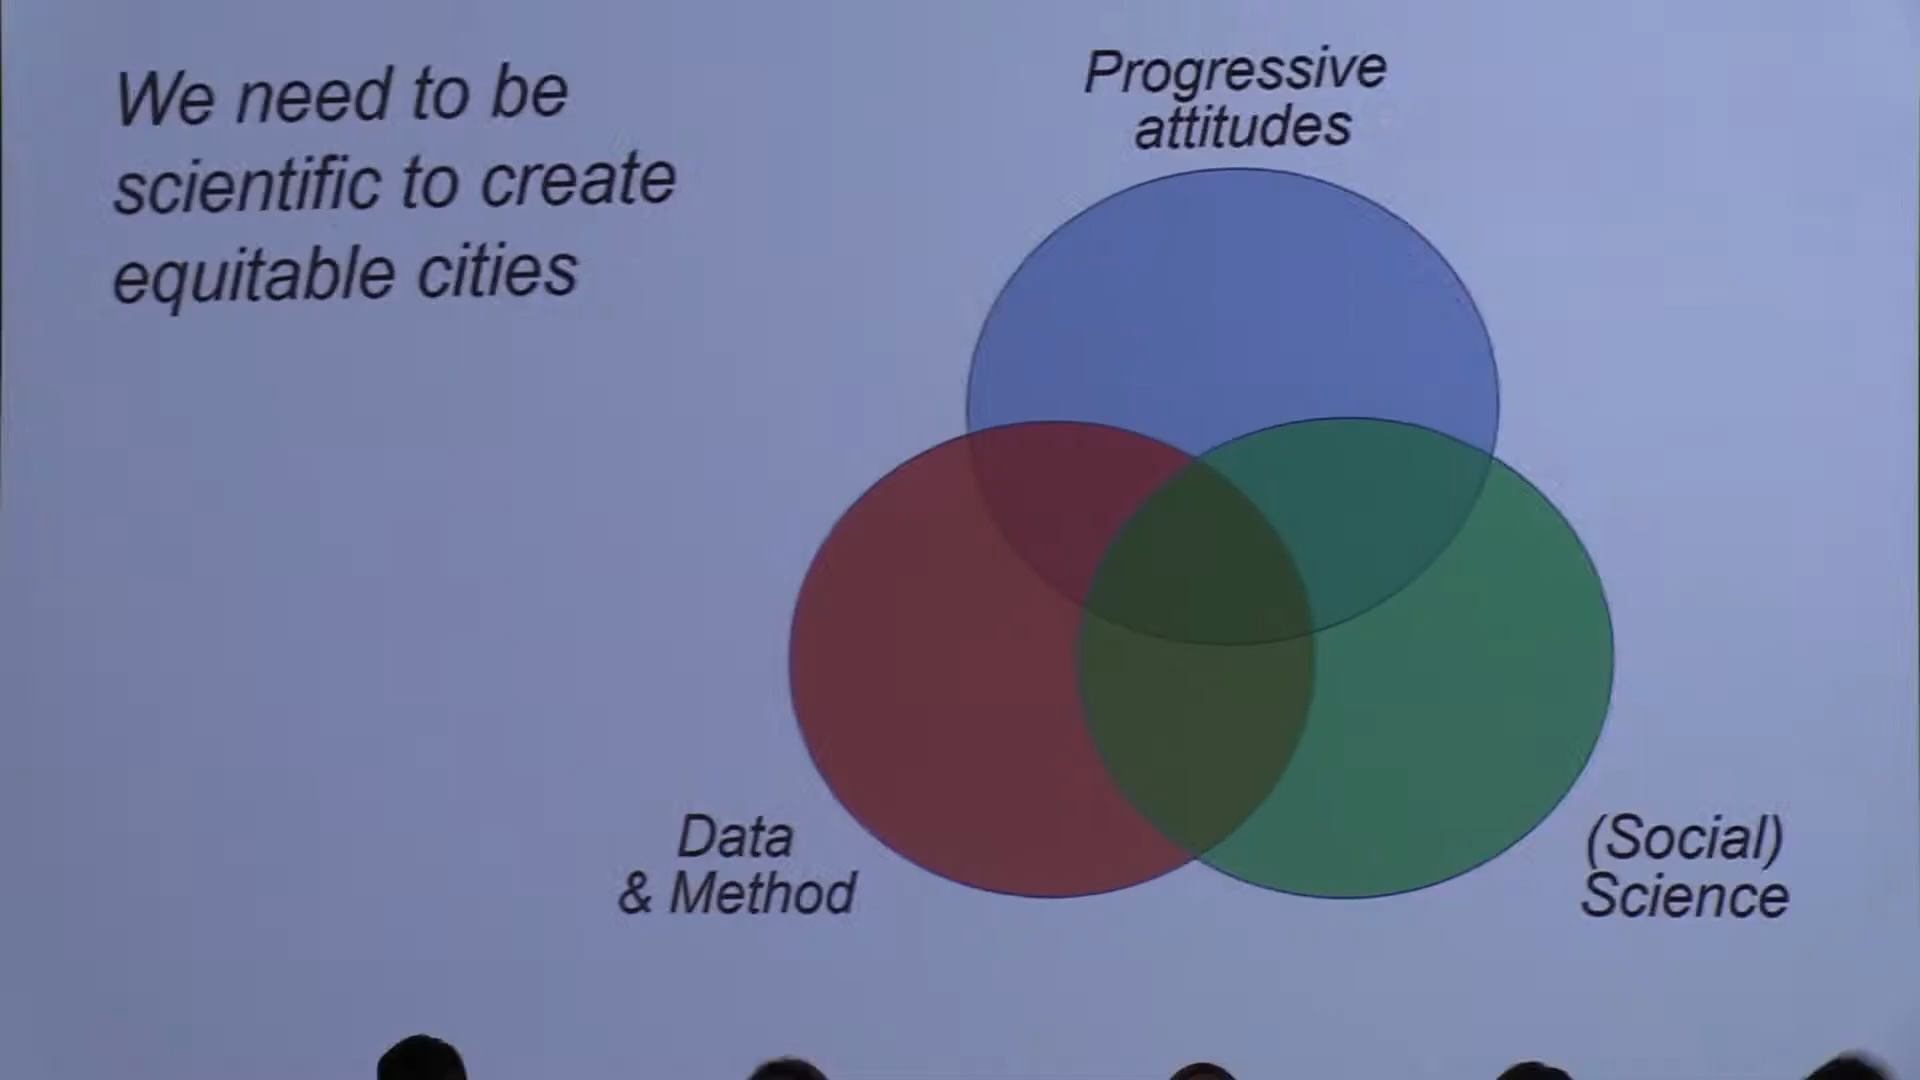 We need to be
scientific to create
equitable cities
Progressive
attitudes
Data
& Method
(Social)
Science